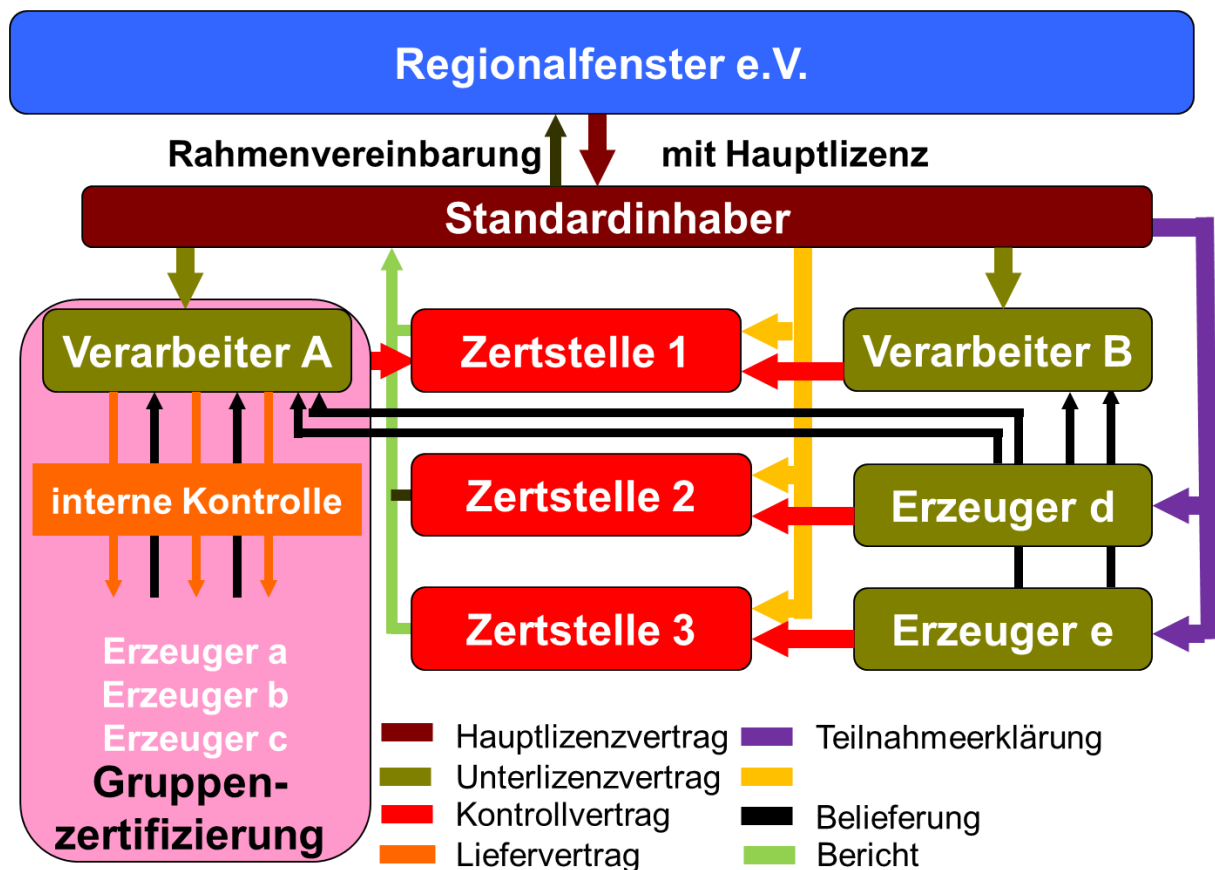 Regionalfenster e.V.
Rahmenvereinbarung mit Hauptlizenz
Standardinhaber
Verarbeiter A
Zertstelle 1
Verarbeiter B
interne Kontrolle
Zertstelle 2
Erzeuger d
Zertstelle 3
Erzeuger e
Erzeuger a
Erzeuger b
Erzeuger c
Gruppen-
zertifizierung
Hauptlizenzvertrag
Teilnahmeerklärung
Unterlizenzvertrag
Kontrollvertrag
Belieferung
Liefervertrag
Bericht